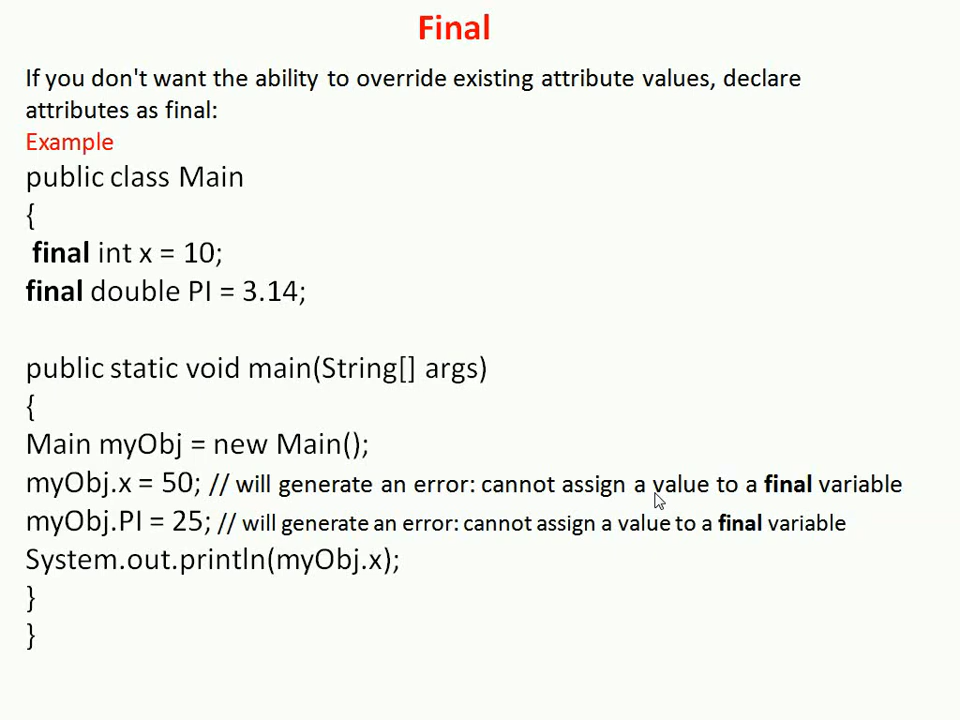 Final
If you don't want the ability to override existing attribute values, declare
attributes as final:
Example
public class Main
{
final int x = 10;
final double PI = 3.14;
public static void main(String[] args)
{
Main myObj = new Main();
myObj.x = 50; // will generate an error: cannot assign a value to a final variable
myObj.PI = 25; // will generate an error: cannot assign a value to a final variable
System.out.println(myObj.x);
}
}